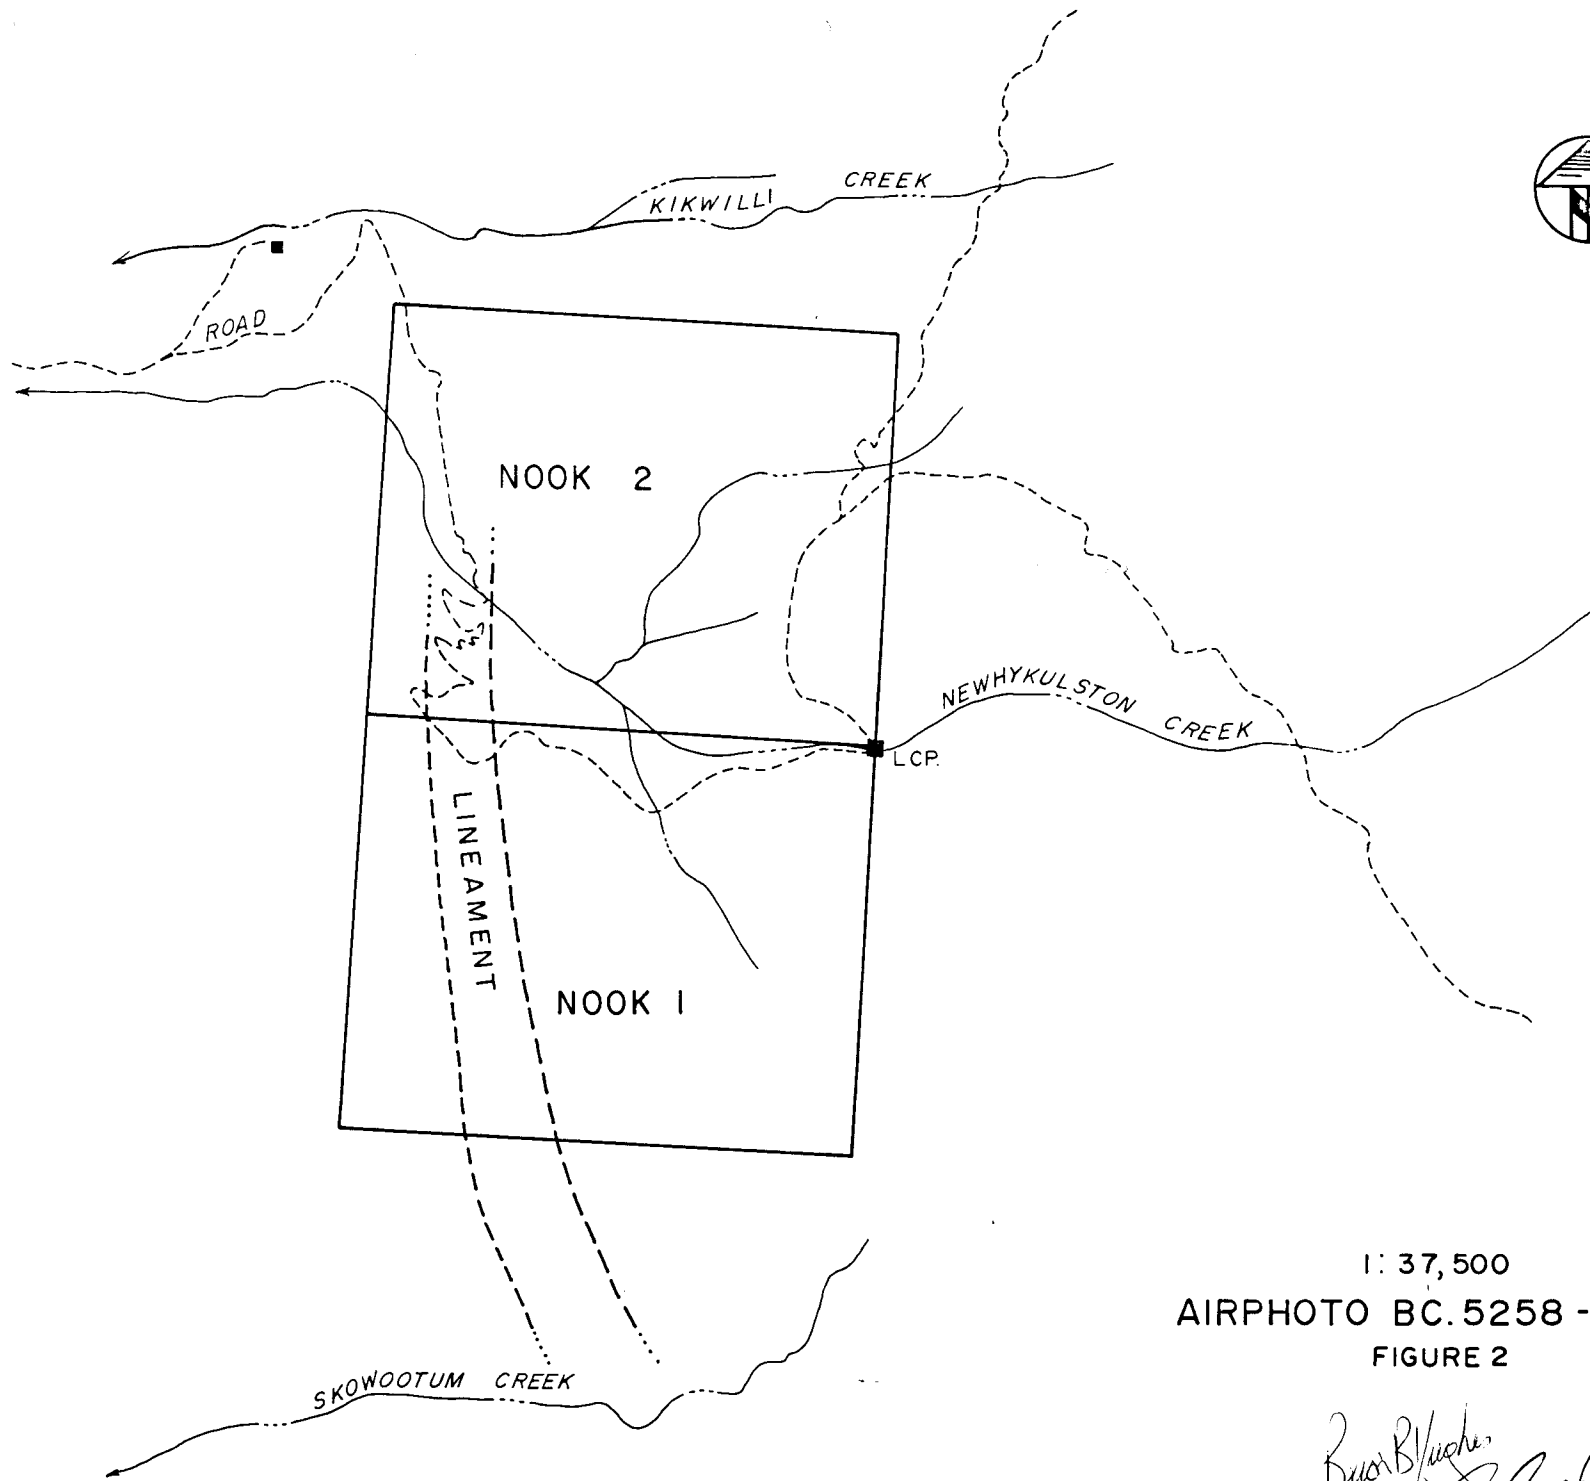 KIKWILLI CREEK
ROAD
NOOK 2
NEWHYKULSTON CREEK
L.C.P.
LINEAMENT
NOOK 1
1: 37,500
AIRPHOTO BC. 5258 -
FIGURE 2
SKOWOOTUM CREEK